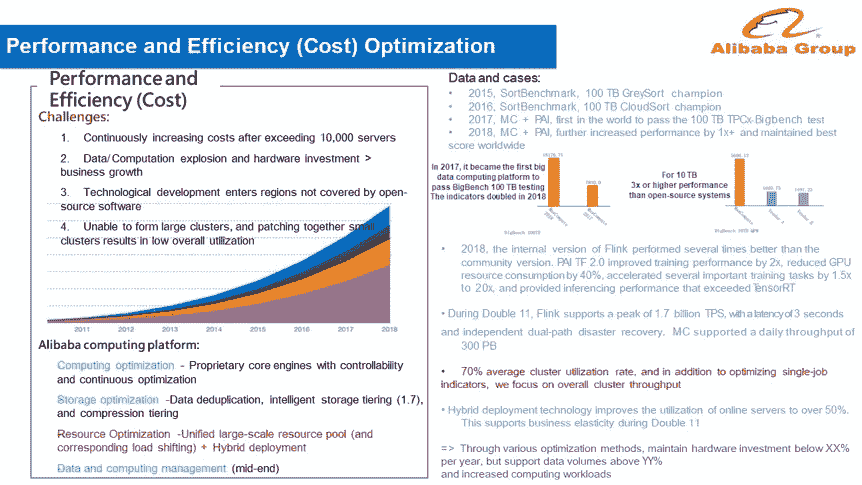 Performance and Efficiency (Cost) Optimization
Alibaba Group
Performance and
Efficiency (Cost)
Challenges:
1. Continuously increasing costs after exceeding 10,000 servers
2. Data/Computation explosion and hardware investment >
business growth
3. Technological development enters regions not covered by open-
source software
4. Unable to form large clusters, and patching together small
clusters results in low overall utilization
2011 2012 2013 2014 2015 2016 2017 2018
Alibaba computing platform:
Computing optimization - Proprietary core engines with controllability
and continuous optimization
Storage optimization -Data deduplication, intelligent storage tiering (1.7),
and compression tiering
Resource Optimization -Unified large-scale resource pool (and
corresponding load shifting) + Hybrid deployment
Data and computing management (mid-end)
Data and cases:
• 2015, SortBenchmark, 100 TB GreySort champion
• 2016, SortBenchmark, 100 TB CloudSort champion
• 2017, MC + PAI, first in the world to pass the 100 TB TPCx-Bigbench test
• 2018, MC + PAI, further increased performance by 1x+ and maintained best
score worldwide
In 2017, it became the first big
data computing platform to
pass BigBench 100 TB testing
The indicators doubled in 2018
For 10 TB
3x or higher performance
than open-source systems
• 2018, the internal version of Flink performed several times better than the
community version. PAI TF 2.0 improved training performance by 2x, reduced GPU
resource consumption by 40%, accelerated several important training tasks by 1.5x
to 20x, and provided inferencing performance that exceeded TensorRT
• During Double 11, Flink supports a peak of 1.7 billion TPS, with a latency of 3 seconds
and independent dual-path disaster recovery. MC supported a daily throughput of
300 PB
• 70% average cluster utilization rate, and in addition to optimizing single-job
indicators, we focus on overall cluster throughput
• Hybrid deployment technology improves the utilization of online servers to over 50%.
This supports business elasticity during Double 11
=> Through various optimization methods, maintain hardware investment below XX%
per year, but support data volumes above YY%
and increased computing workloads